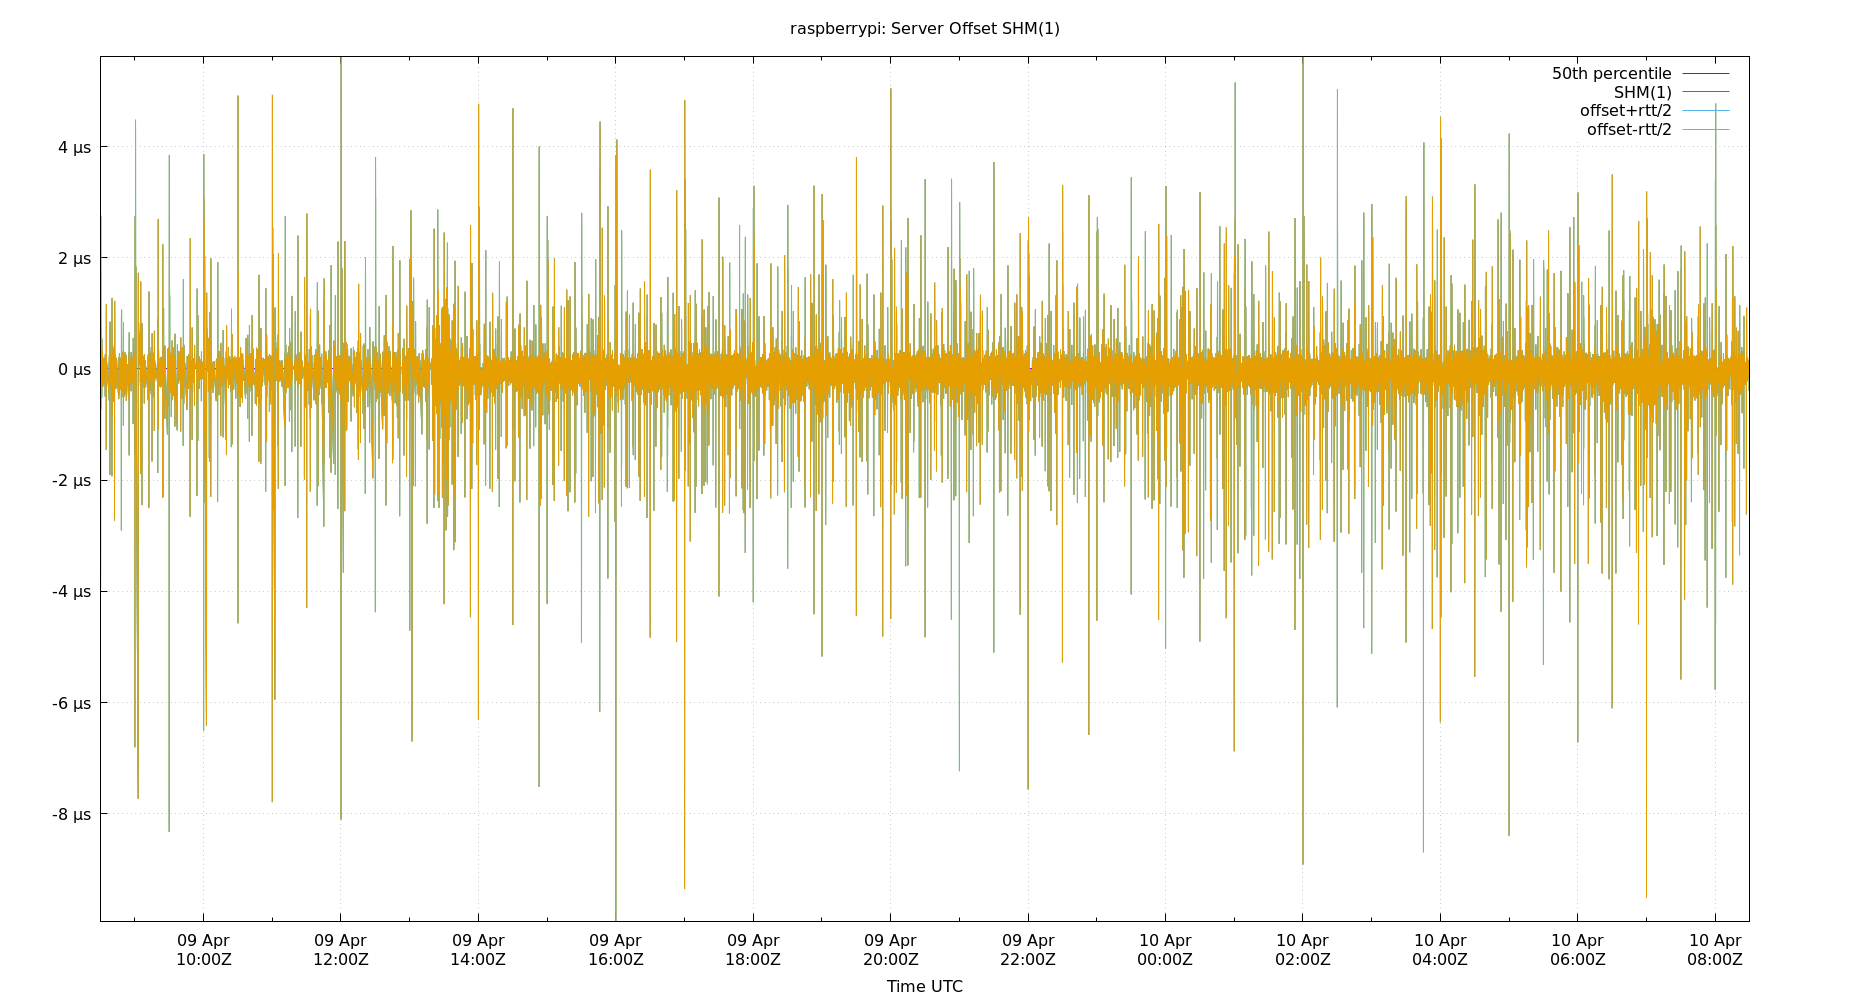 raspberrypi: Server Offset SHM(1)
50th percentile
SHM(1)
offset+rtt/2
offset-rtt/2
4 µs
2 µs
0 µs
-2 µs
-4 µs
-6 µs
-8 µs
09 Apr 09 Apr 09 Apr 09 Apr 09 Apr 09 Apr 09 Apr 10 Apr 10 Apr 10 Apr 10 Apr 10 Apr
10:00Z 12:00Z 14:00Z 16:00Z 18:00Z 20:00Z 22:00Z 00:00Z 02:00Z 04:00Z 06:00Z 08:00Z
Time UTC